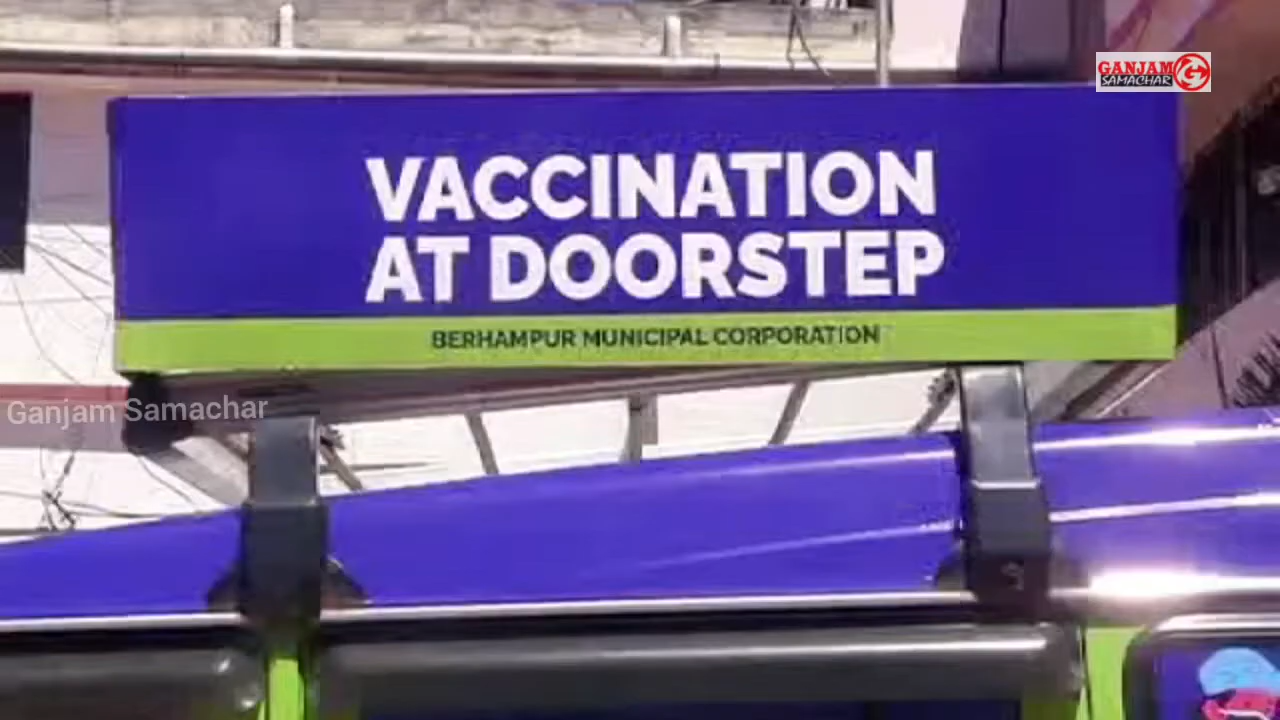 GANJAM
SAMACHAR
VACCINATION
AT DOORSTEP
BERHAMPUR MUNICIPAL CORPORATION
Ganjam Samachar